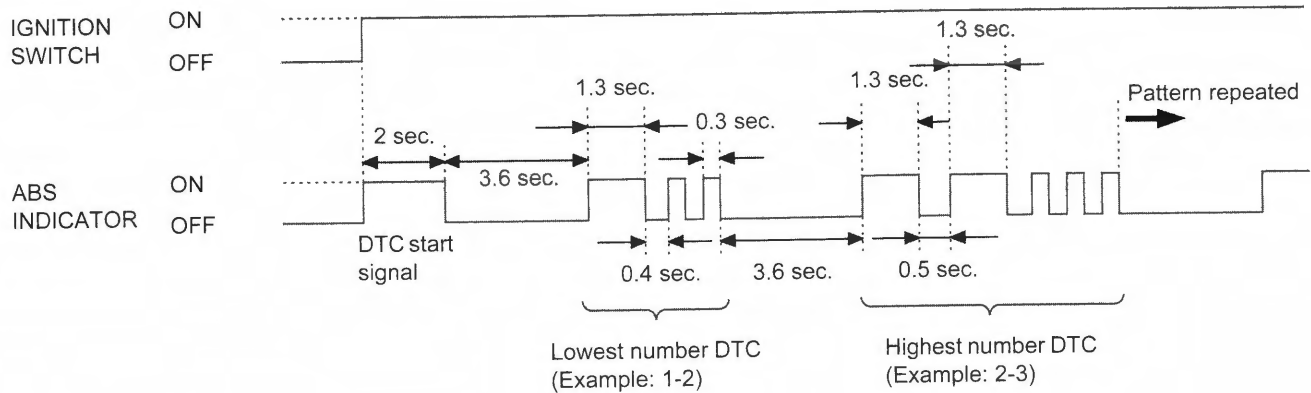 IGNITION
SWITCH
ON
OFF
1.3 sec.
1.3 sec.
1.3 sec.
Pattern repeated
0.3 sec.
2 sec.
3.6 sec.
ABS
INDICATOR
ON
OFF
DTC start
signal
0.4 sec.
3.6 sec.
0.5 sec.
Lowest number DTC
(Example: 1-2)
Highest number DTC
(Example: 2-3)